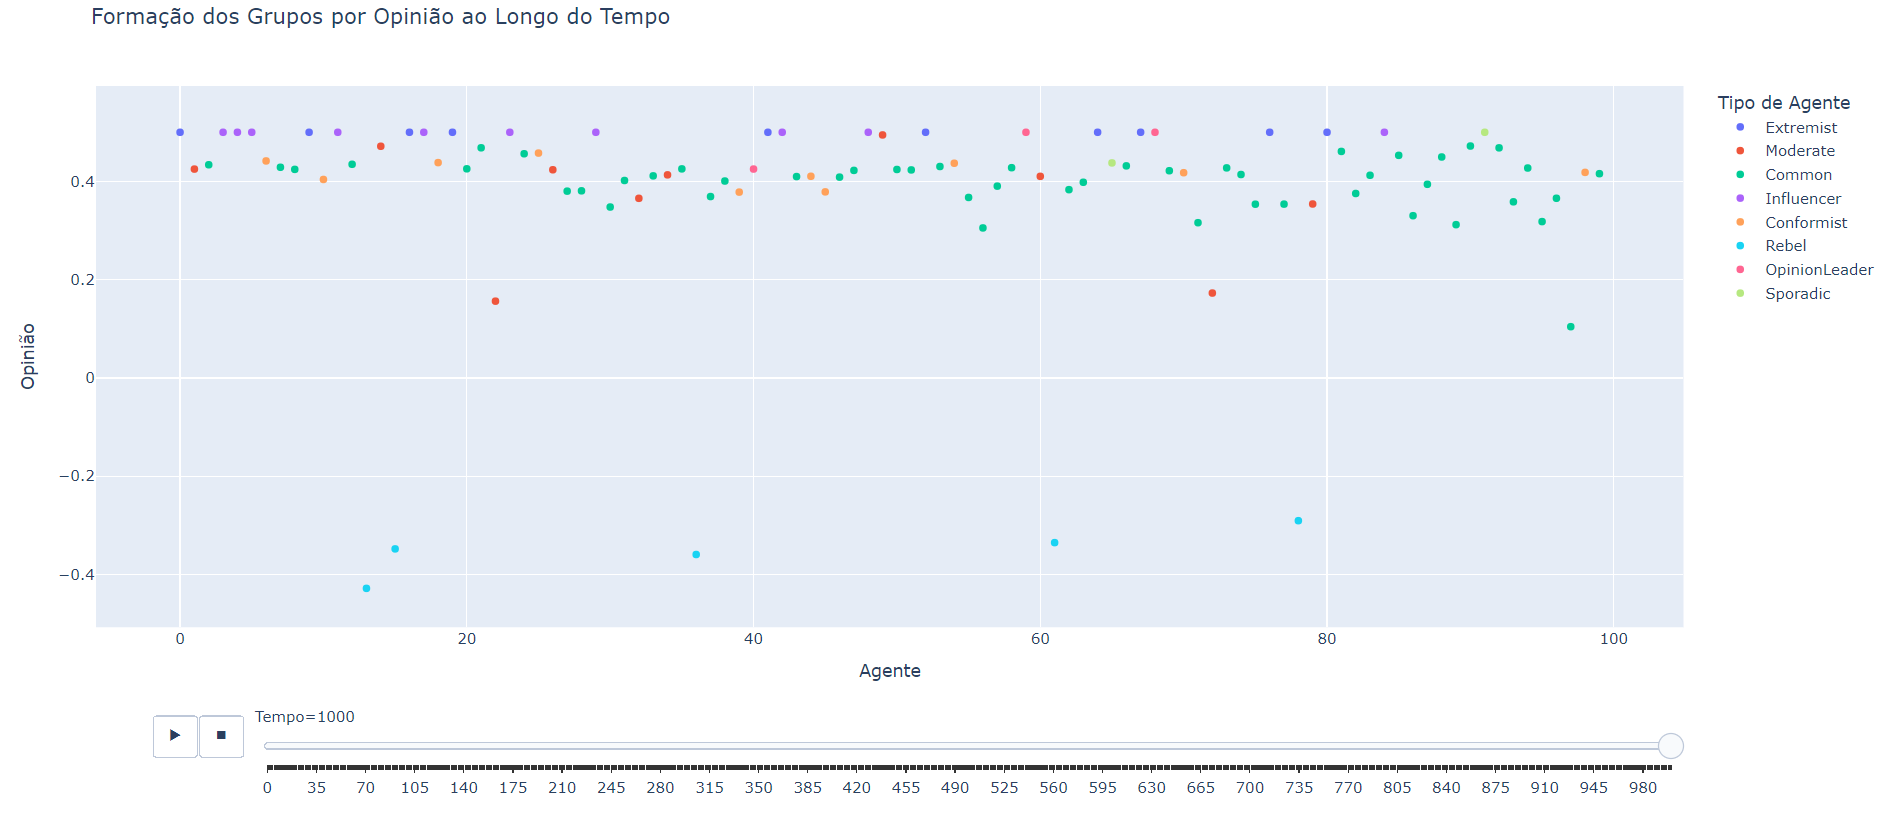 Formação dos Grupos por Opinião ao Longo do Tempo
Tipo de Agente
Extremist
Moderate
Common
Influencer
Conformist
Rebel
OpinionLeader
Sporadic
Opinião
0.4
0.2
0
−0.2
−0.4
0 20 40 60 80 100
Agente
Tempo=1000
0 35 70 105 140 175 210 245 280 315 350 385 420 455 490 525 560 595 630 665 700 735 770 805 840 875 910 945 980